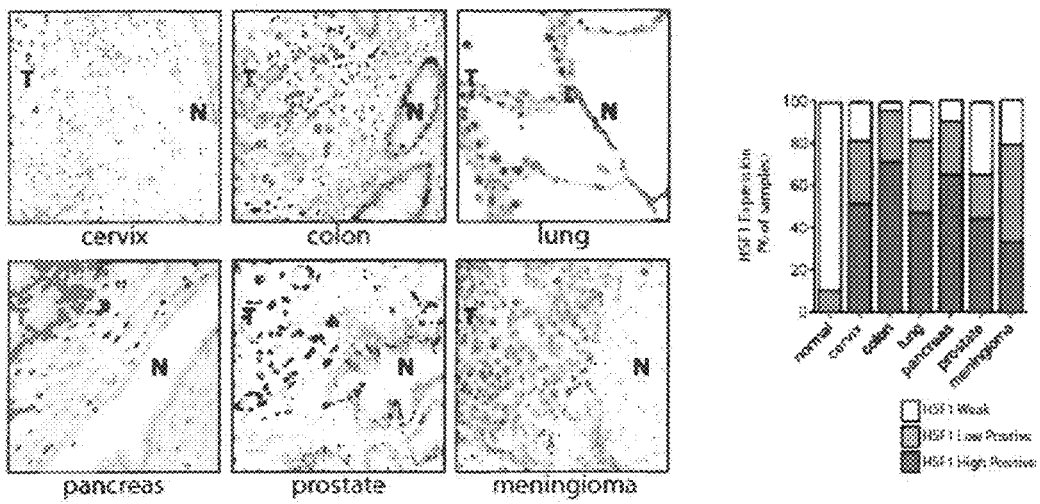 T
N
T
N
T
N
cervix
colon
lung
N
T
N
T
N
pancreas
prostate
meningioma
HSF1 Expression
(% of samples)
100
80
60
40
20
0
normal
cervix
colon
lung
pancreas
prostate
meningioma
HSF1 Weak
HSF1 Low Positive
HSF1 High Positive